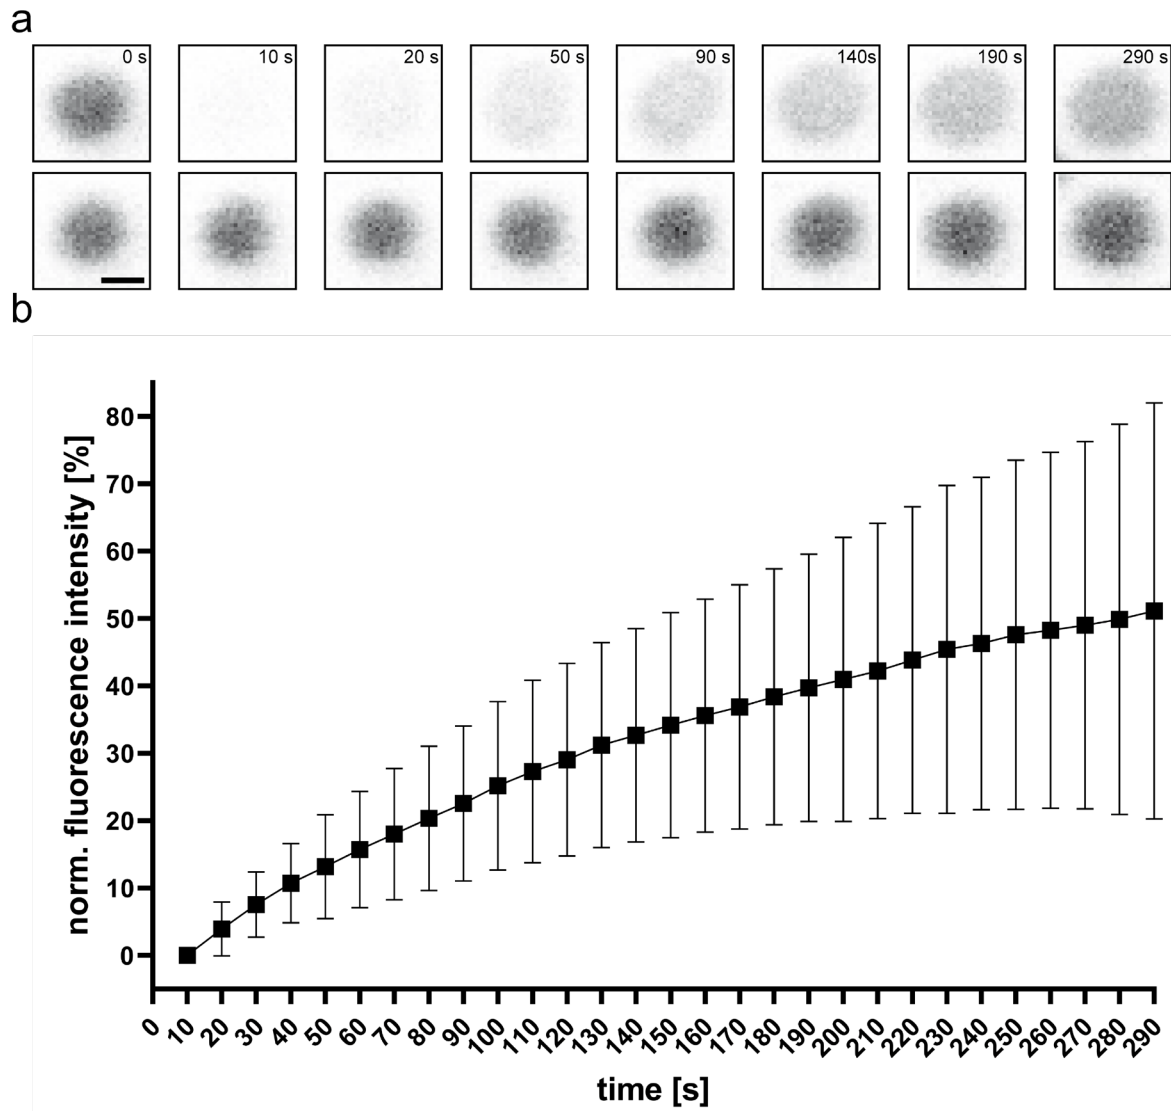 a
0 s 10 s 20 s 50 s 90 s 140s 190 s 290 s
b
norm. fluorescence intensity [%]
80
70
60
50
40
30
20
10
0
0 10 20 30 40 50 60 70 80 90 100 110 120 130 140 150 160 170 180 190 200 210 220 230 240 250 260 270 280 290
time [s]